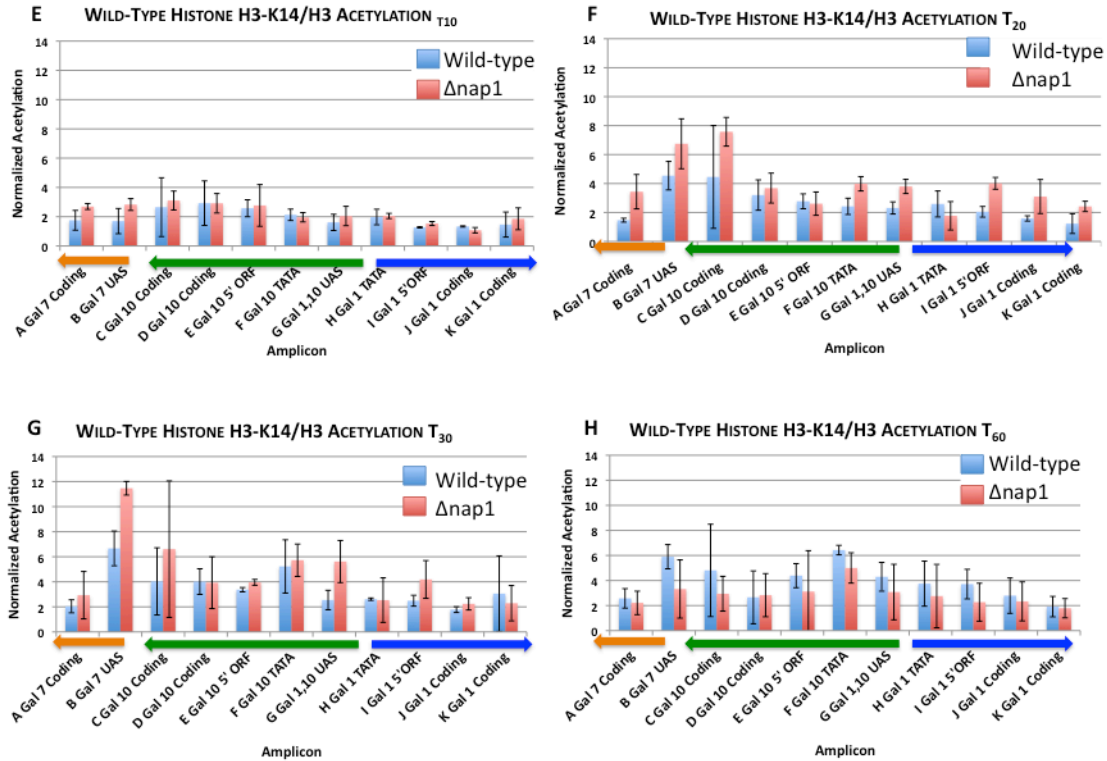 E WILD-TYPE HISTONE H3-K14/H3 ACETYLATION T10
Normalized Acetylation
14
12
10
8
6
4
2
0
Wild-type
Δnap1
A Gal 7 Coding
B Gal 7 UAS
C Gal 10 Coding
D Gal 10 Coding
E Gal 10 5' ORF
F Gal 10 TATA
G Gal 1,10 UAS
H Gal 1 TATA
I Gal 1 5'ORF
J Gal 1 Coding
K Gal 1 Coding
Amplicon
F WILD-TYPE HISTONE H3-K14/H3 ACETYLATION T20
Normalized Acetylation
14
12
10
8
6
4
2
0
Wild-type
Δnap1
A Gal 7 Coding
B Gal 7 UAS
C Gal 10 Coding
D Gal 10 Coding
E Gal 10 5' ORF
F Gal 10 TATA
G Gal 1,10 UAS
H Gal 1 TATA
I Gal 1 5'ORF
J Gal 1 Coding
K Gal 1 Coding
Amplicon
G WILD-TYPE HISTONE H3-K14/H3 ACETYLATION T30
Normalized Acetylation
14
12
10
8
6
4
2
0
Wild-type
Δnap1
A Gal 7 Coding
B Gal 7 UAS
C Gal 10 Coding
D Gal 10 Coding
E Gal 10 5' ORF
F Gal 10 TATA
G Gal 1,10 UAS
H Gal 1 TATA
I Gal 1 5'ORF
J Gal 1 Coding
K Gal 1 Coding
Amplicon
H WILD-TYPE HISTONE H3-K14/H3 ACETYLATION T60
Normalized Acetylation
14
12
10
8
6
4
2
0
Wild-type
Δnap1
A Gal 7 Coding
B Gal 7 UAS
C Gal 10 Coding
D Gal 10 Coding
E Gal 10 5' ORF
F Gal 10 TATA
G Gal 1,10 UAS
H Gal 1 TATA
I Gal 1 5'ORF
J Gal 1 Coding
K Gal 1 Coding
Amplicon